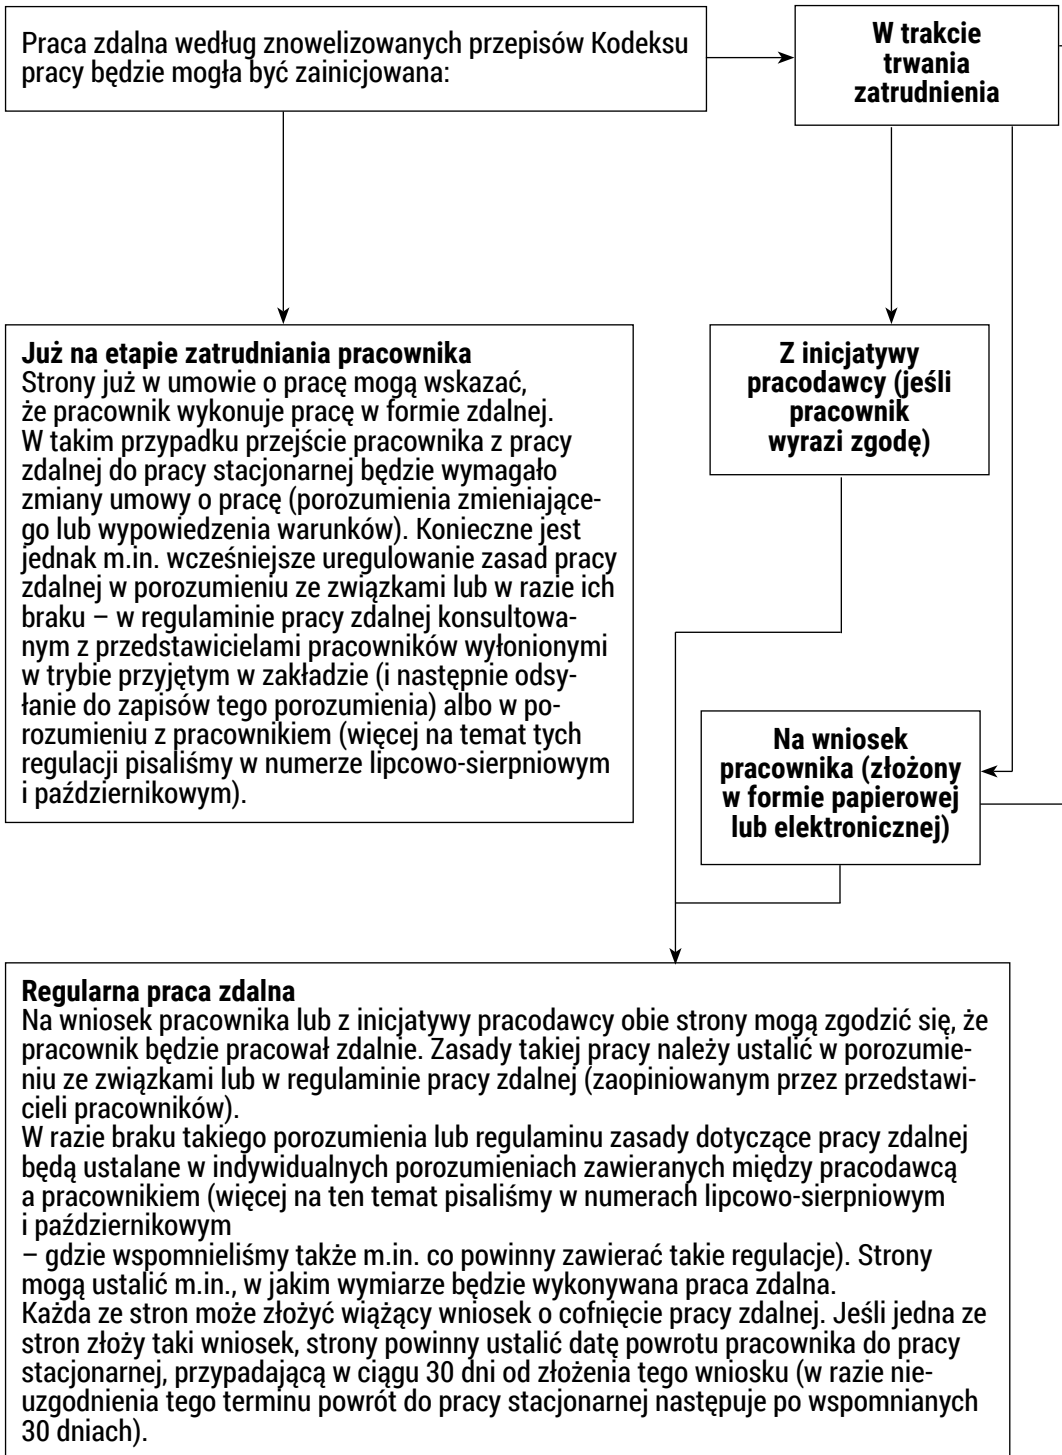 Praca zdalna według znowelizowanych przepisów Kodeksu
pracy będzie mogła być zainicjowana:
W trakcie
trwania
zatrudnienia
Już na etapie zatrudniania pracownika
Strony już w umowie o pracę mogą wskazać,
że pracownik wykonuje pracę w formie zdalnej.
W takim przypadku przejście pracownika z pracy
zdalnej do pracy stacjonarnej będzie wymagało
zmiany umowy o pracę (porozumienia zmieniające-
go lub wypowiedzenia warunków). Konieczne jest
jednak m.in. wcześniejsze uregulowanie zasad pracy
zdalnej w porozumieniu ze związkami lub w razie ich
braku – w regulaminie pracy zdalnej konsultowa-
nym z przedstawicielami pracowników wyłonionymi
w trybie przyjętym w zakładzie (i następnie odsy-
łanie do zapisów tego porozumienia) albo w po-
rozumieniu z pracownikiem (więcej na temat tych
regulacji pisaliśmy w numerze lipcowo-sierpniowym
i październikowym).
Z inicjatywy
pracodawcy (jeśli
pracownik
wyrazi zgodę)
Na wniosek
pracownika (złożony
w formie papierowej
lub elektronicznej)
Regularna praca zdalna
Na wniosek pracownika lub z inicjatywy pracodawcy obie strony mogą zgodzić się, że
pracownik będzie pracował zdalnie. Zasady takiej pracy należy ustalić w porozumie-
niu ze związkami lub w regulaminie pracy zdalnej (zaopiniowanym przez przedstawi-
cieli pracowników).
W razie braku takiego porozumienia lub regulaminu zasady dotyczące pracy zdalnej
będą ustalane w indywidualnych porozumieniach zawieranych między pracodawcą
a pracownikiem (więcej na ten temat pisaliśmy w numerach lipcowo-sierpniowym
i październikowym
– gdzie wspomnieliśmy także m.in. co powinny zawierać takie regulacje). Strony
mogą ustalić m.in., w jakim wymiarze będzie wykonywana praca zdalna.
Każda ze stron może złożyć wiążący wniosek o cofnięcie pracy zdalnej. Jeśli jedna ze
stron złoży taki wniosek, strony powinny ustalić datę powrotu pracownika do pracy
stacjonarnej, przypadającą w ciągu 30 dni od złożenia tego wniosku (w razie nie-
uzgodnienia tego terminu powrót do pracy stacjonarnej następuje po wspomnianych
30 dniach).